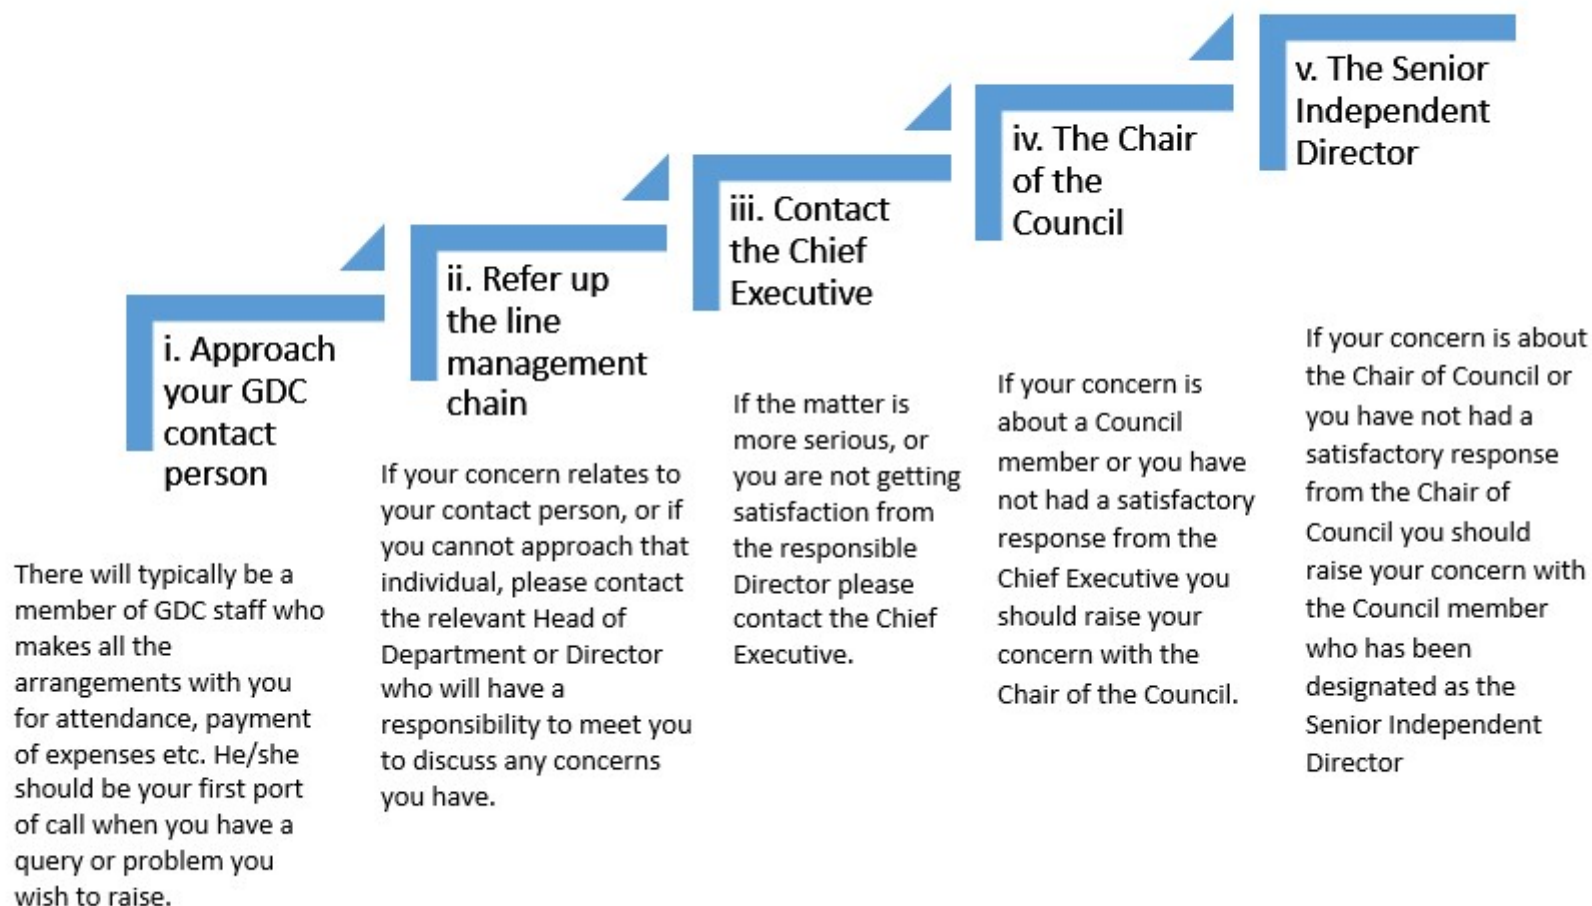 i. Approach
your GDC
contact
person
There will typically be a
member of GDC staff who
makes all the
arrangements with you
for attendance, payment
of expenses etc. He/she
should be your first port
of call when you have a
query or problem you
wish to raise.
ii. Refer up
the line
management
chain
If your concern relates to
your contact person, or if
you cannot approach that
individual, please contact
the relevant Head of
Department or Director
who will have a
responsibility to meet you
to discuss any concerns
you have.
iii. Contact
the Chief
Executive
If the matter is
more serious, or
you are not getting
satisfaction from
the responsible
Director please
contact the Chief
Executive.
iv. The Chair
of the
Council
If your concern is
about a Council
member or you have
not had a satisfactory
response from the
Chief Executive you
should raise your
concern with the
Chair of the Council.
v. The Senior
Independent
Director
If your concern is about
the Chair of Council or
you have not had a
satisfactory response
from the Chair of
Council you should
raise your concern with
the Council member
who has been
designated as the
Senior Independent
Director